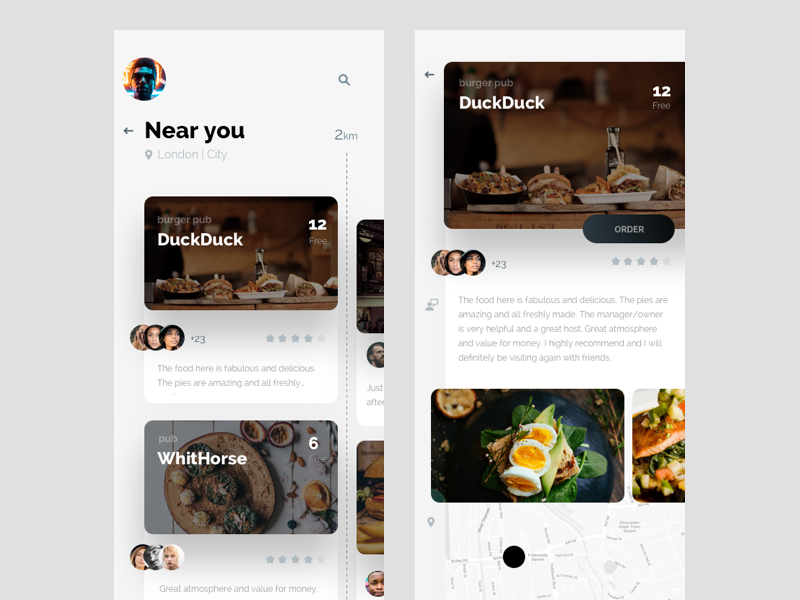 Near you
2km
London | City
burger pub
DuckDuck
12
Free
+23
The food here is fabulous and delicious.
The pies are amazing and all freshly...
Just
after
pub
WhitHorse
6
Free
Great atmosphere and value for money.
burger pub
DuckDuck
12
Free
ORDER
+23
The food here is fabulous and delicious. The pies are
amazing and all freshly made. The manager/owner
is very helpful and a great host. Great atmosphere
and value for money. I highly recommend and I will
definitely be visiting again with friends.